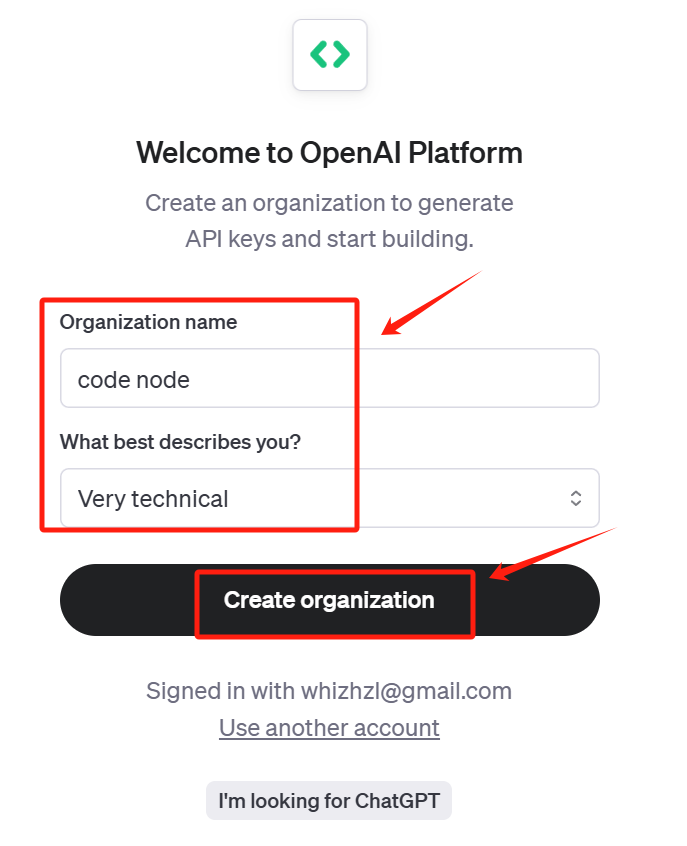 Welcome to OpenAI Platform
Create an organization to generate
API keys and start building.
Organization name
code node
What best describes you?
Very technical
Create organization
Signed in with whizhzl@gmail.com
Use another account
I'm looking for ChatGPT